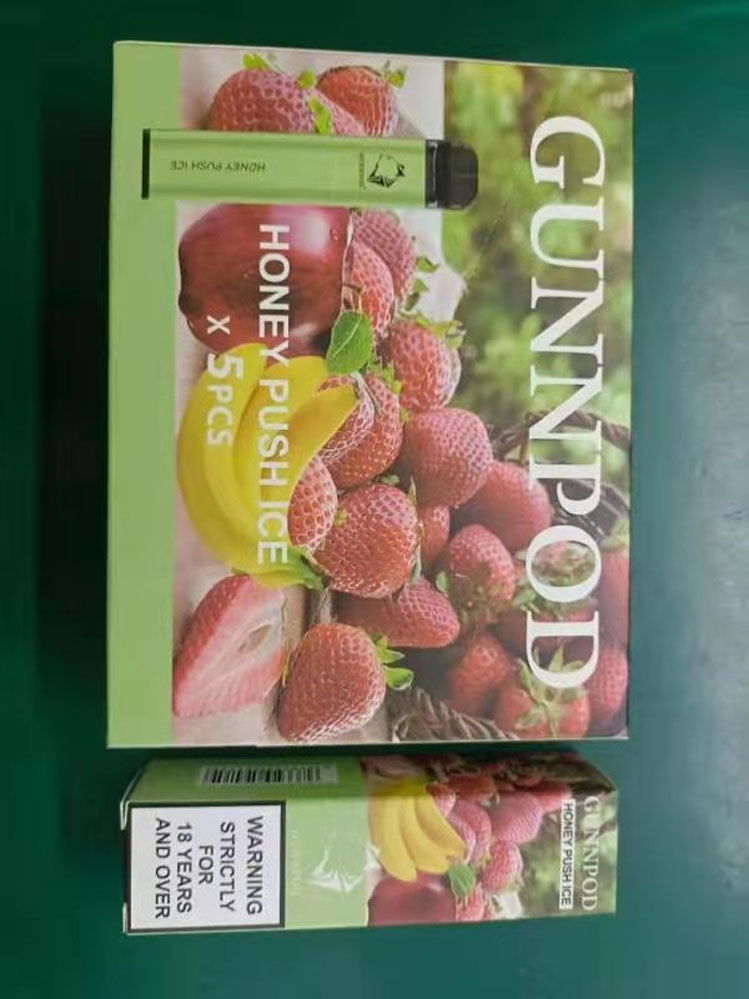 GUNNPOD
HONEY PUSH ICE
X 5PCS
HONEY PUSH ICE
GUNNPOD
HONEY PUSH ICE
WARNING
STRICTLY
FOR
18 YEARS
AND OVER